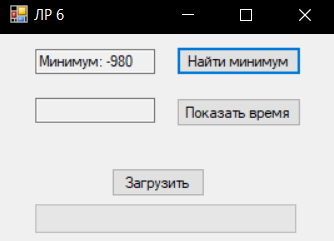 ЛР 6
Минимум: -980 Найти минимум
Показать время
Загрузить